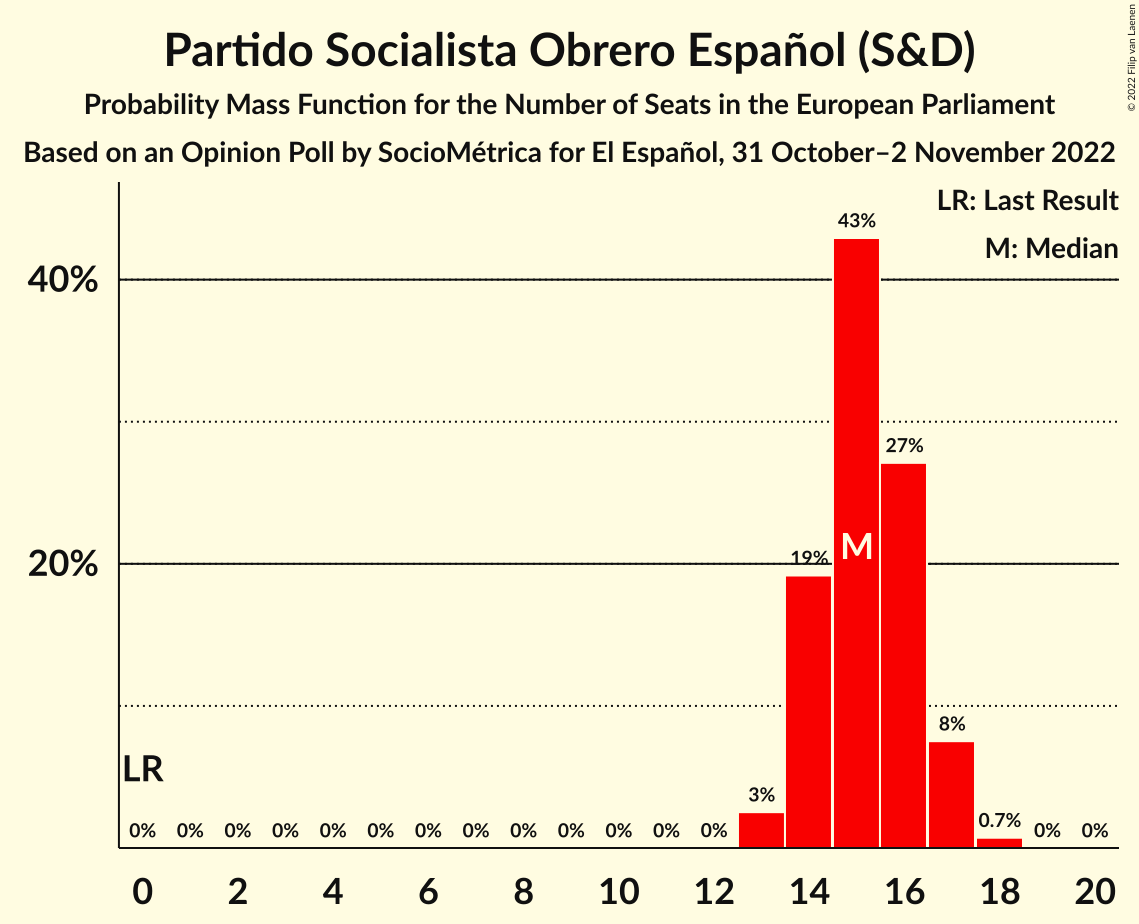 Partido Socialista Obrero Español (S&D)
Probability Mass Function for the Number of Seats in the European Parliament
Based on an Opinion Poll by SocioMétrica for El Español, 31 October–2 November 2022
© 2022 Filip van Laenen
LR: Last Result
M: Median
40%
20%
43%
27%
19%
M
8%
3%
0.7%
LR
0% 0% 0% 0% 0% 0% 0% 0% 0% 0% 0% 0% 0% 0% 0%
0 2 4 6 8 10 12 14 16 18 20